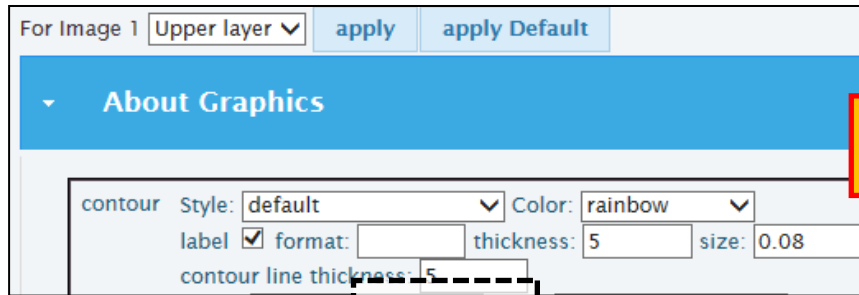 For Image 1 Upper layer apply apply Default
About Graphics
contour Style: default Color: rainbow
label format: thickness: 5 size: 0.08
contour line thickness: 5